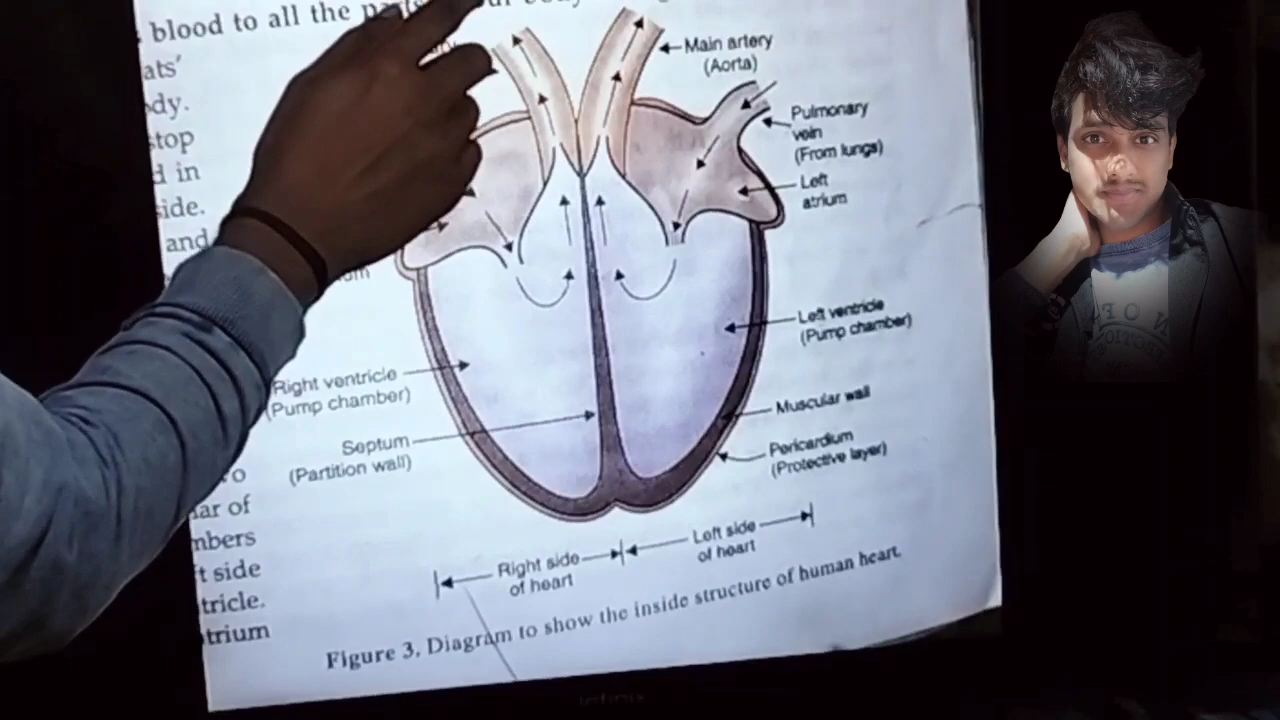 blood to all the
ats'
dy.
stop
d in
side.
and
Main artery
(Aorta)
Pulmonary
vein
(From lungs)
Left
atrium
Left ventricle
(Pump chamber)
Right ventricle
(Pump chamber)
Septum
(Partition wall)
Muscular wall
Pericardium
(Protective layer)
ar of
mbers
t side
tricle.
trium
Right side
of heart
Left side
of heart
Figure 3. Diagram to show the inside structure of human heart.